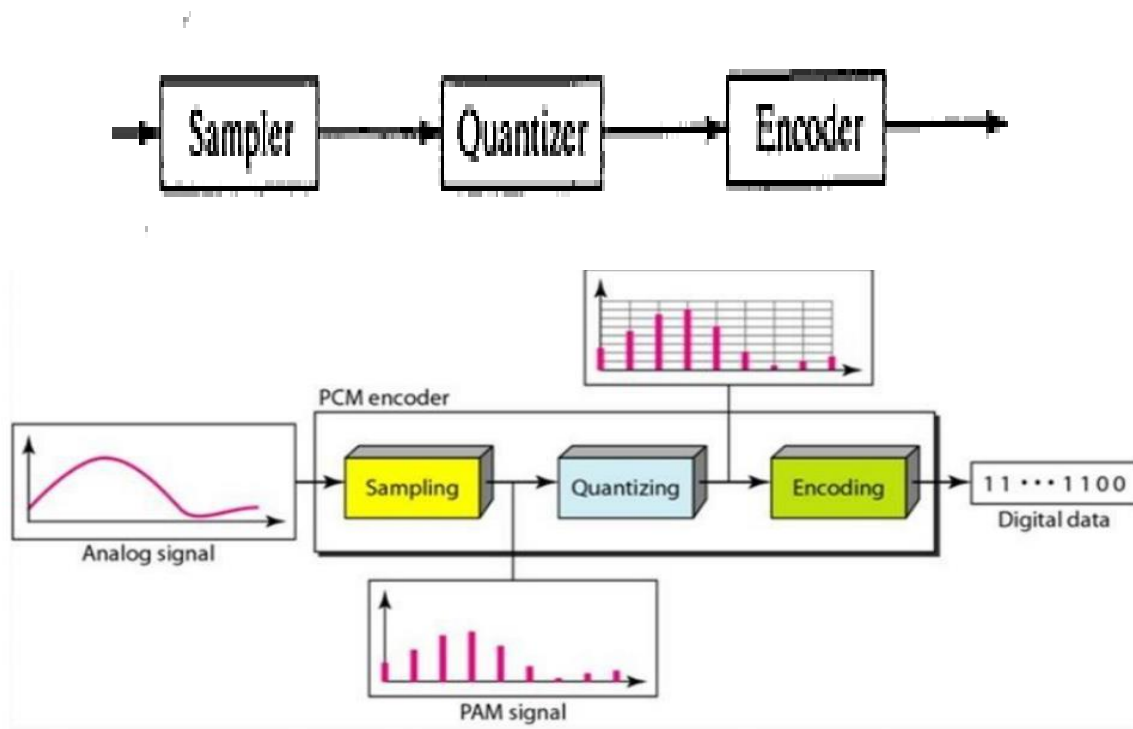 Sampler Quantizer Encoder
PCM encoder
Sampling Quantizing Encoding
11 ••• 1100
Digital data
Analog signal
PAM signal